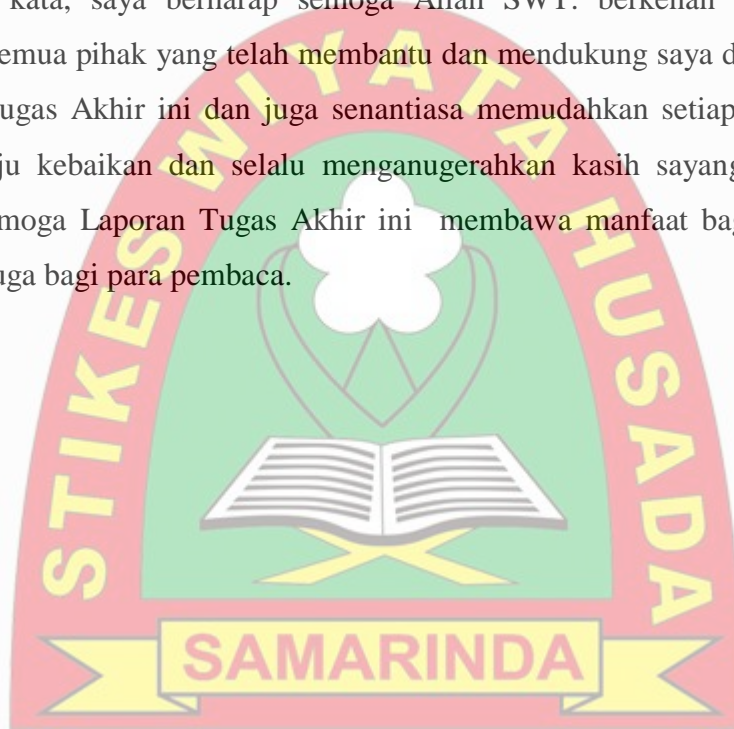 kata, saya berharap semoga Allah SWT. berkenan
emua pihak yang telah membantu dan mendukung saya d
ugas Akhir ini dan juga senantiasa memudahkan setiap
ju kebaikan dan selalu menganugerahkan kasih sayang
moga Laporan Tugas Akhir ini membawa manfaat bag
uga bagi para pembaca.
STIKES WIYATA HUSADA
SAMARINDA